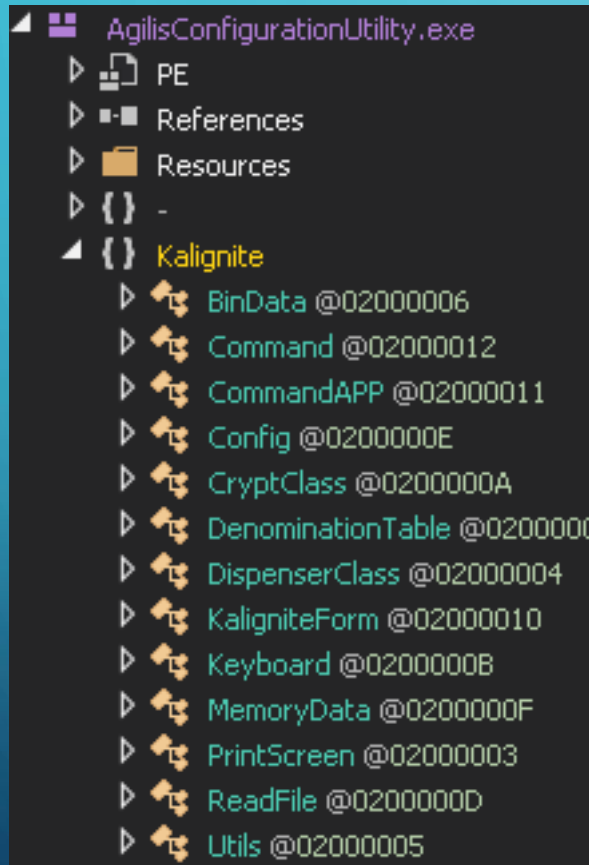 AgilisConfigurationUtility.exe
PE
References
Resources
{ } -
{ } Kalignite
BinData @02000006
Command @02000012
CommandAPP @02000011
Config @0200000E
CryptClass @0200000A
DenominationTable @0200000
DispenserClass @02000004
KaligniteForm @02000010
Keyboard @0200000B
MemoryData @0200000F
PrintScreen @02000003
ReadFile @0200000D
Utils @02000005